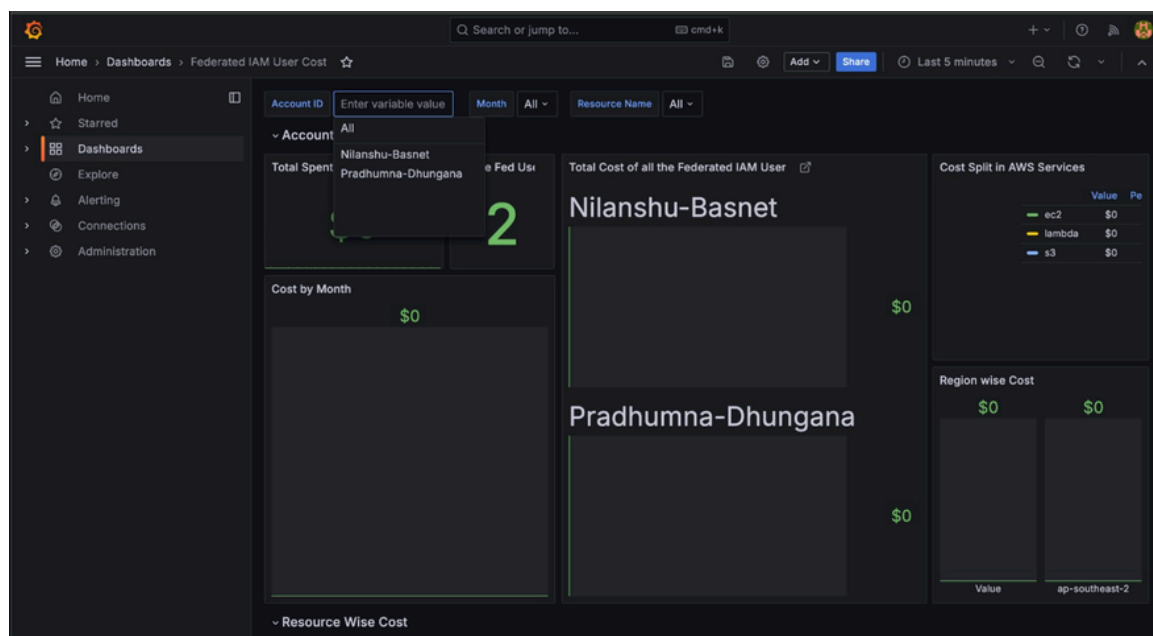 Search or jump to... cmd+k
Home › Dashboards › Federated IAM User Cost
Add Share Last 5 minutes
Home
Starred
Dashboards
Explore
Alerting
Connections
Administration
Account ID Enter variable value Month All Resource Name All
All
Nilanshu-Basnet
Pradhumna-Dhungana
Account
Total Spent
e Fed Use
2
Cost by Month
$0
Total Cost of all the Federated IAM User
Nilanshu-Basnet
$0
Pradhumna-Dhungana
$0
Cost Split in AWS Services
Value Pe
ec2 $0
lambda $0
s3 $0
Region wise Cost
$0 $0
Value ap-southeast-2
Resource Wise Cost